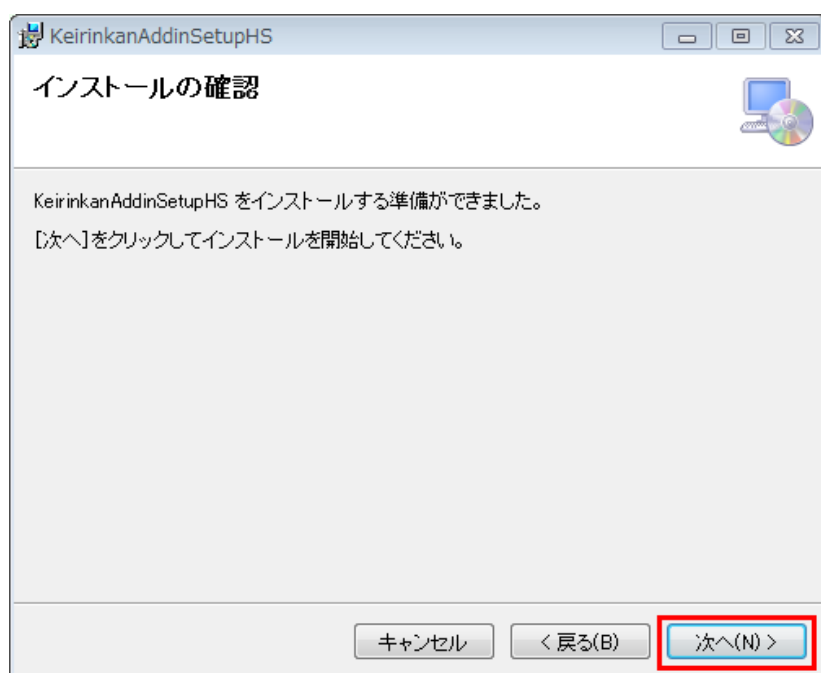 KeirinkanAddinSetupHS
インストールの確認
KeirinkanAddinSetupHS をインストールする準備ができました。
[次へ]をクリックしてインストールを開始してください。
キャンセル
< 戻る(B)
次へ(N) >